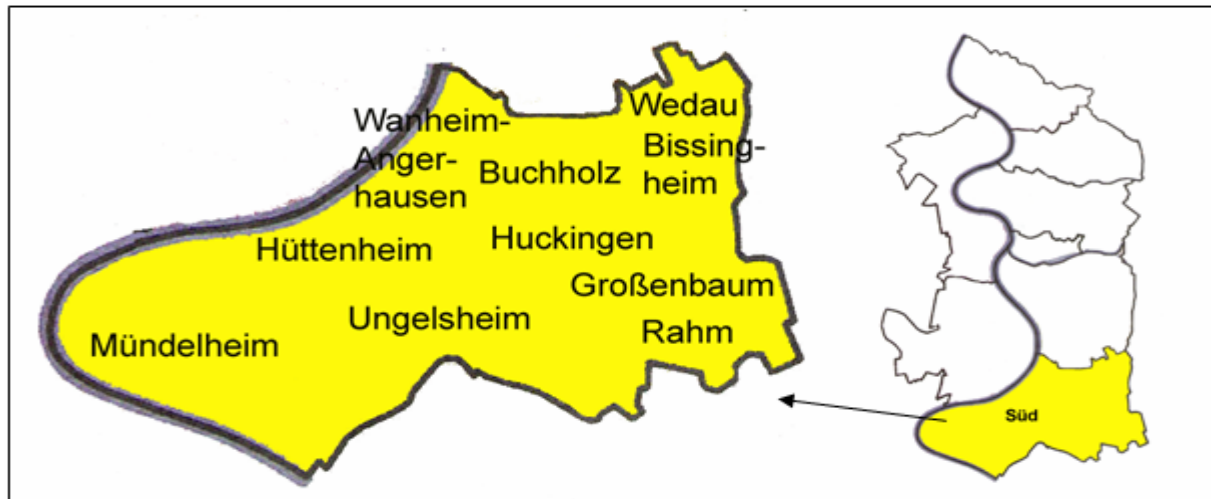 Wedau
Wanheim-
Anger-
hausen
Bissing-
heim
Buchholz
Hüttenheim
Huckingen
Großenbaum
Ungelsheim
Rahm
Mündelheim
Süd